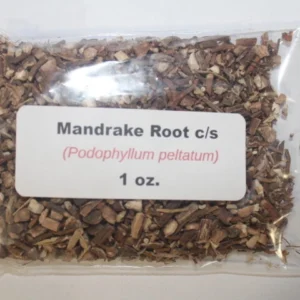 Mandrake Root c/s
(Podophyllum peltatum)
1 oz.